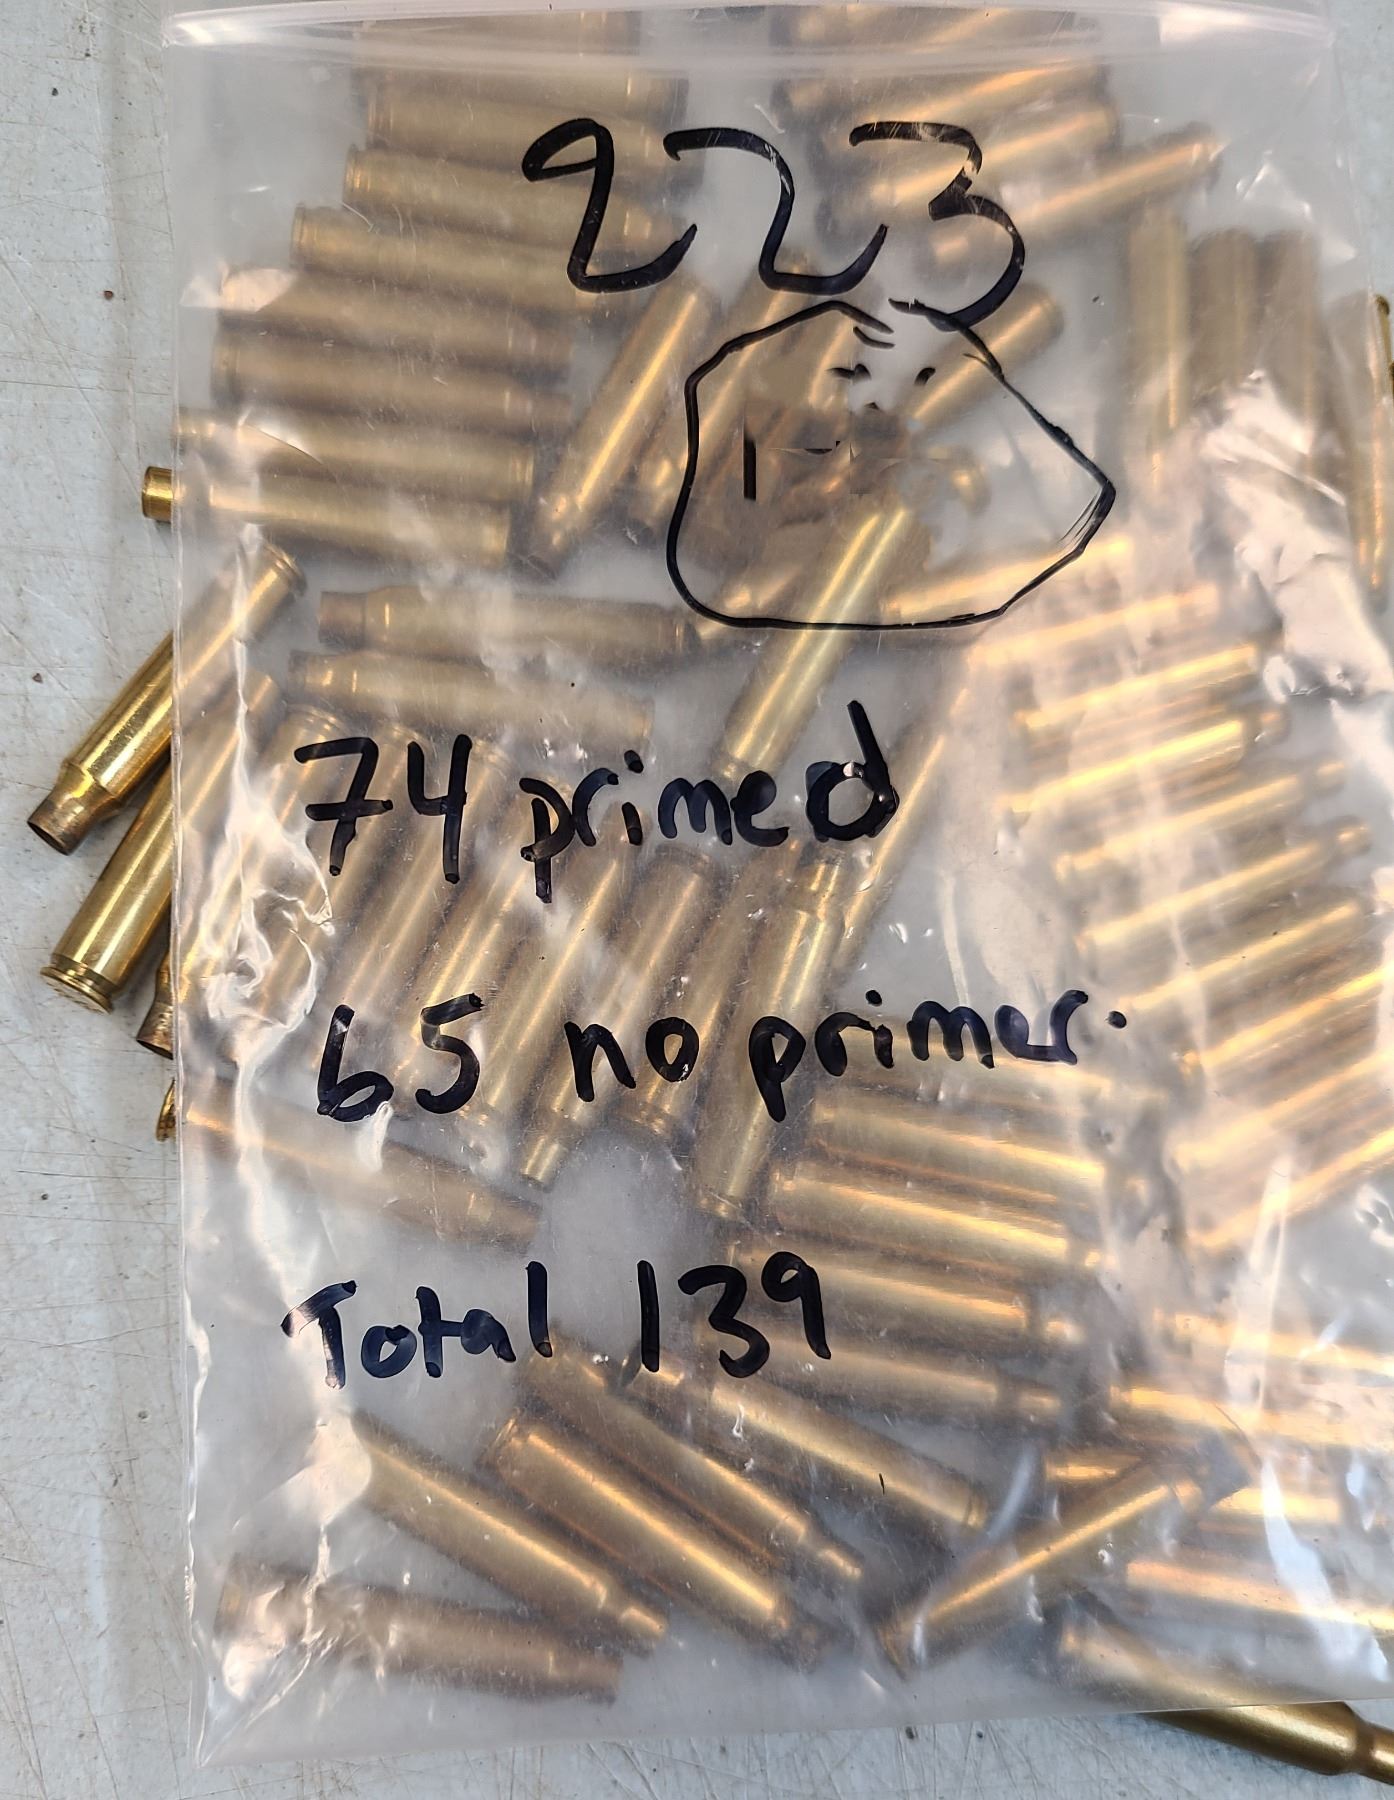 223
74 primed
65 no primer.
Total 139